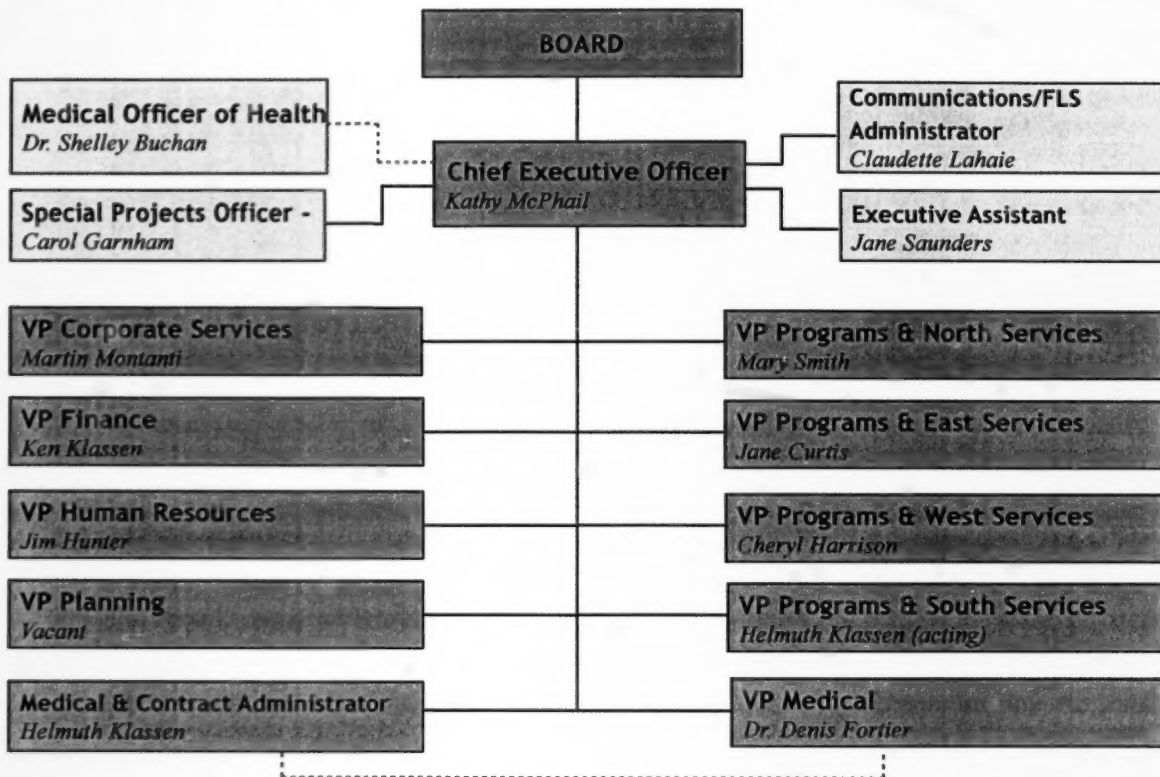 BOARD
Medical Officer of Health
Dr. Shelley Buchan
Communications/FLS
Administrator
Claudette Lahaie
Chief Executive Officer
Kathy McPhail
Special Projects Officer -
Carol Garnham
Executive Assistant
Jane Saunders
VP Corporate Services
Martin Montanti
VP Programs & North Services
Mary Smith
VP Finance
Ken Klassen
VP Programs & East Services
Jane Curtis
VP Human Resources
Jim Hunter
VP Programs & West Services
Cheryl Harrison
VP Planning
Vacant
VP Programs & South Services
Helmuth Klassen (acting)
Medical & Contract Administrator
Helmuth Klassen
VP Medical
Dr. Denis Fortier